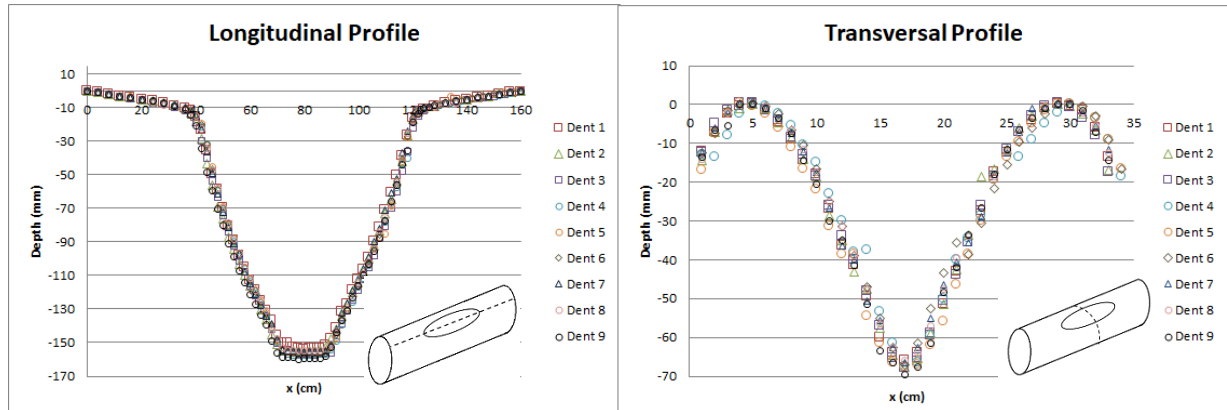 Longitudinal Profile
Depth (mm)
10
-10
-30
-50
-70
-90
-110
-130
-150
-170
0 20 40 60 80 100 120 140 160
x (cm)
Dent 1
Dent 2
Dent 3
Dent 4
Dent 5
Dent 6
Dent 7
Dent 8
Dent 9
Transversal Profile
Depth (mm)
10
0
-10
-20
-30
-40
-50
-60
-70
0 5 10 15 20 25 30 35
x (cm)
Dent 1
Dent 2
Dent 3
Dent 4
Dent 5
Dent 6
Dent 7
Dent 8
Dent 9